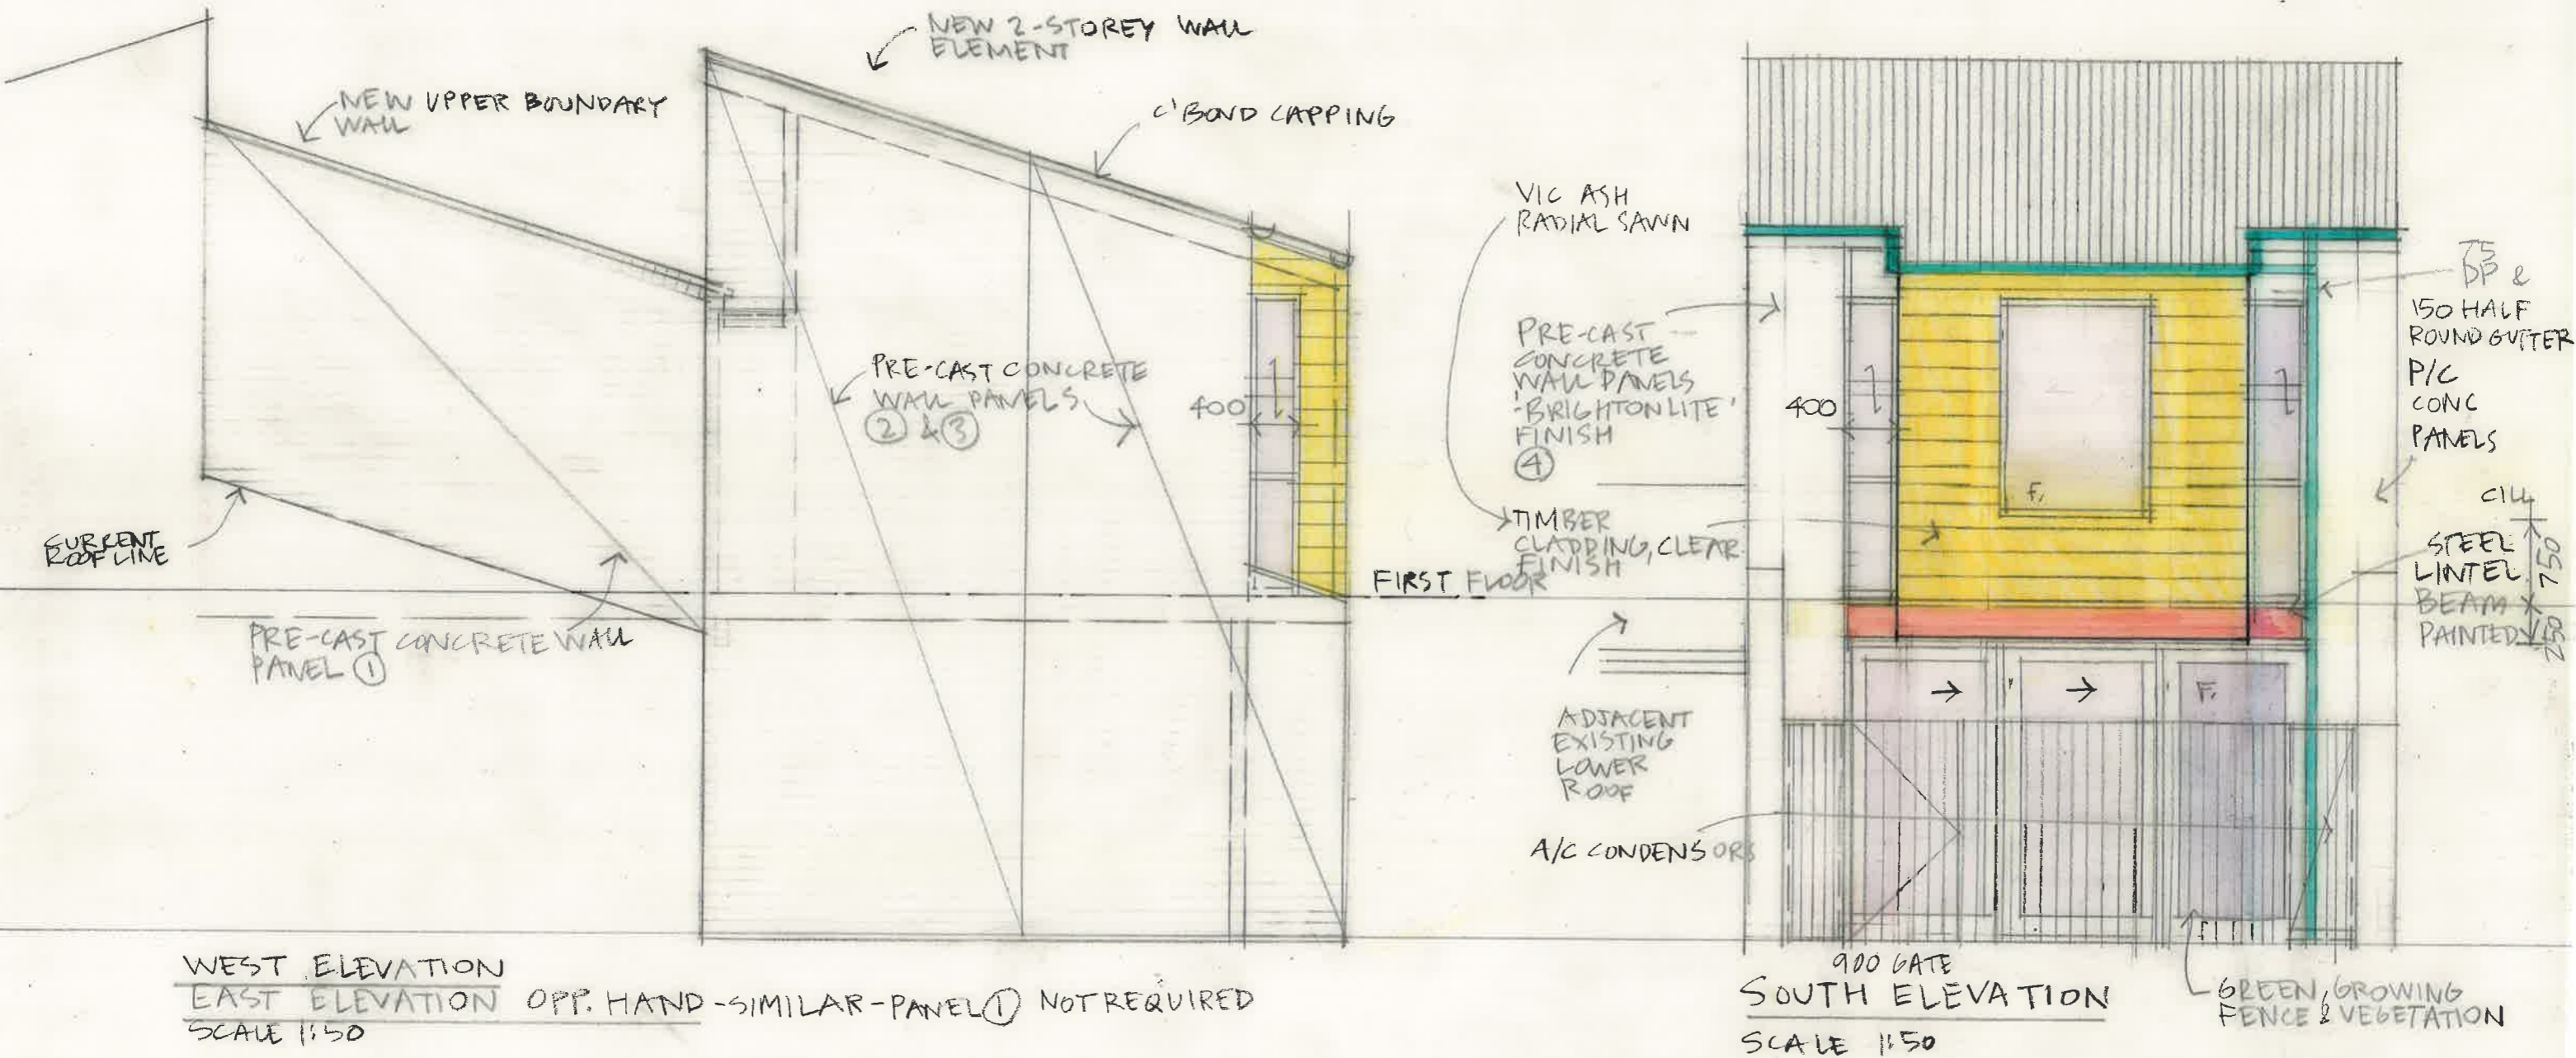 NEW 2-STOREY WALL
ELEMENT
NEW UPPER BOUNDARY
WALL
C'BOND CAPPING
PRE-CAST CONCRETE
WALL PANELS
② & ③
400
CURRENT
ROOF LINE
PRE-CAST CONCRETE WALL
PANEL ①
FIRST FLOOR
WEST ELEVATION
EAST ELEVATION OPP. HAND-SIMILAR-PANEL ① NOT REQUIRED
SCALE 1:50
VIC ASH
RADIAL SAWN
PRE-CAST
CONCRETE
WALL PANELS
'BRIGHTONLITE'
FINISH
④
TIMBER
CLADDING, CLEAR
FINISH
ADJACENT
EXISTING
LOWER
ROOF
A/C CONDENSORS
400
F.
F.
75
DP &
150 HALF
ROUND GUTTER
P/C
CONC
PANELS
CILL
750
250
STEEL
LINTEL
BEAM
PAINTED
900 GATE
SOUTH ELEVATION
SCALE 1:50
GREEN, GROWING
FENCE & VEGETATION